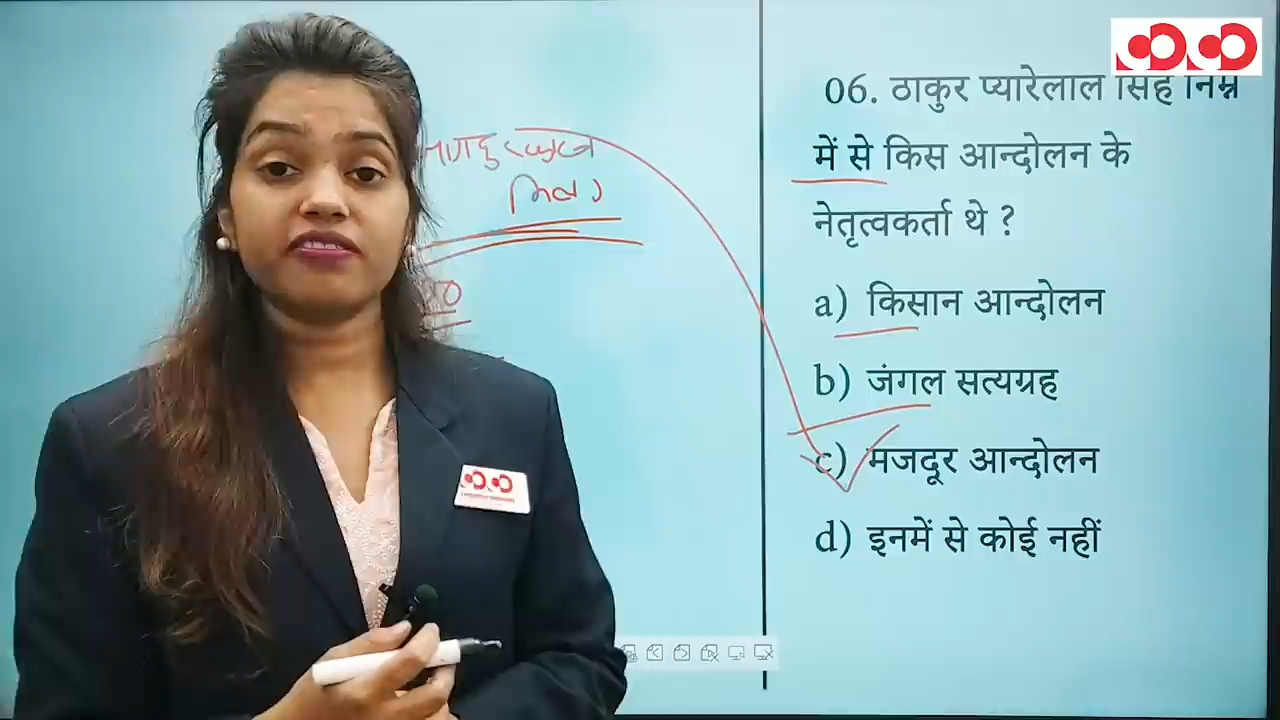 06. ठाकुर प्यारेलाल सिंह निम्न
में से किस आन्दोलन के
नेतृत्वकर्ता थे ?
a) किसान आन्दोलन
b) जंगल सत्यग्रह
c) मजदूर आन्दोलन
d) इनमें से कोई नहीं